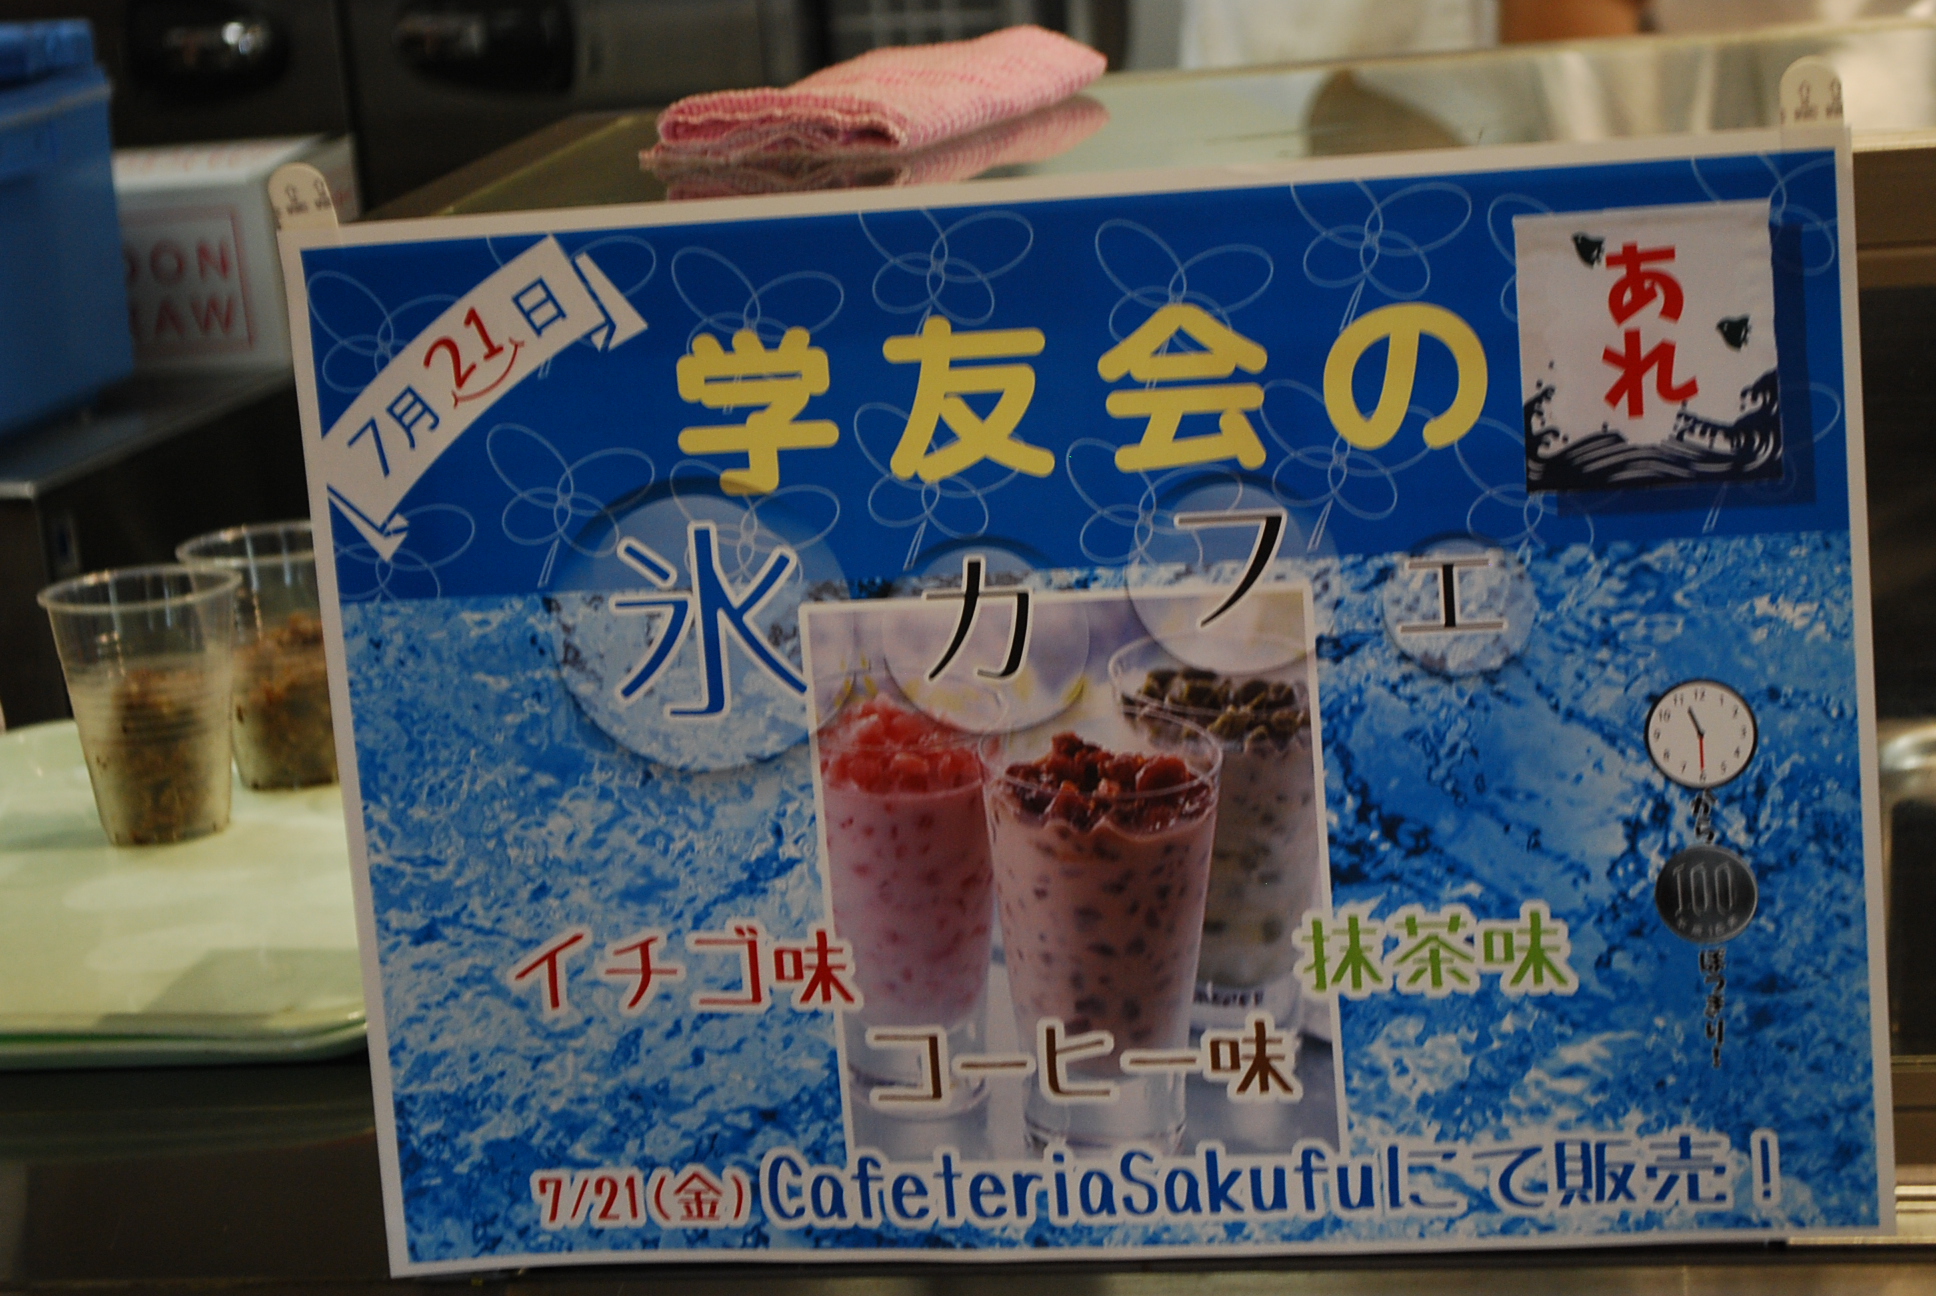 7月21日
学友会の
あれ
氷カフェ
から
100
ぽっきり!
イチゴ味
抹茶味
コーヒー味
7/21(金)CafeteriaSakufulにて販売!